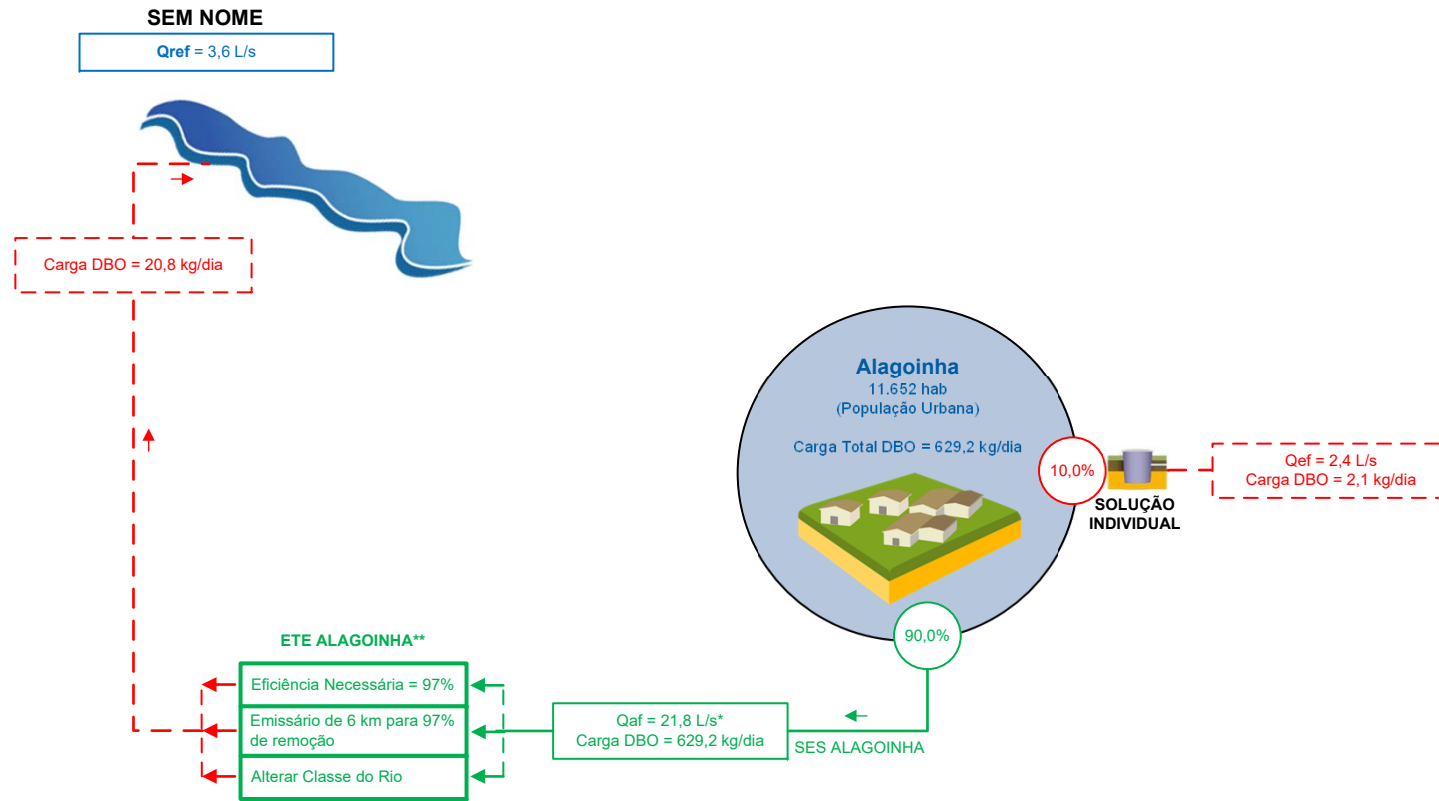 SEM NOME
Qref = 3,6 L/s
Carga DBO = 20,8 kg/dia
Alagoinha
11.652 hab
(População Urbana)
Carga Total DBO = 629,2 kg/dia
10,0%
SOLUÇÃO
INDIVIDUAL
Qef = 2,4 L/s
Carga DBO = 2,1 kg/dia
90,0%
ETE ALAGOINHA**
Eficiência Necessária = 97%
Emissário de 6 km para 97%
de remoção
Alterar Classe do Rio
Qaf = 21,8 L/s*
Carga DBO = 629,2 kg/dia
SES ALAGOINHA